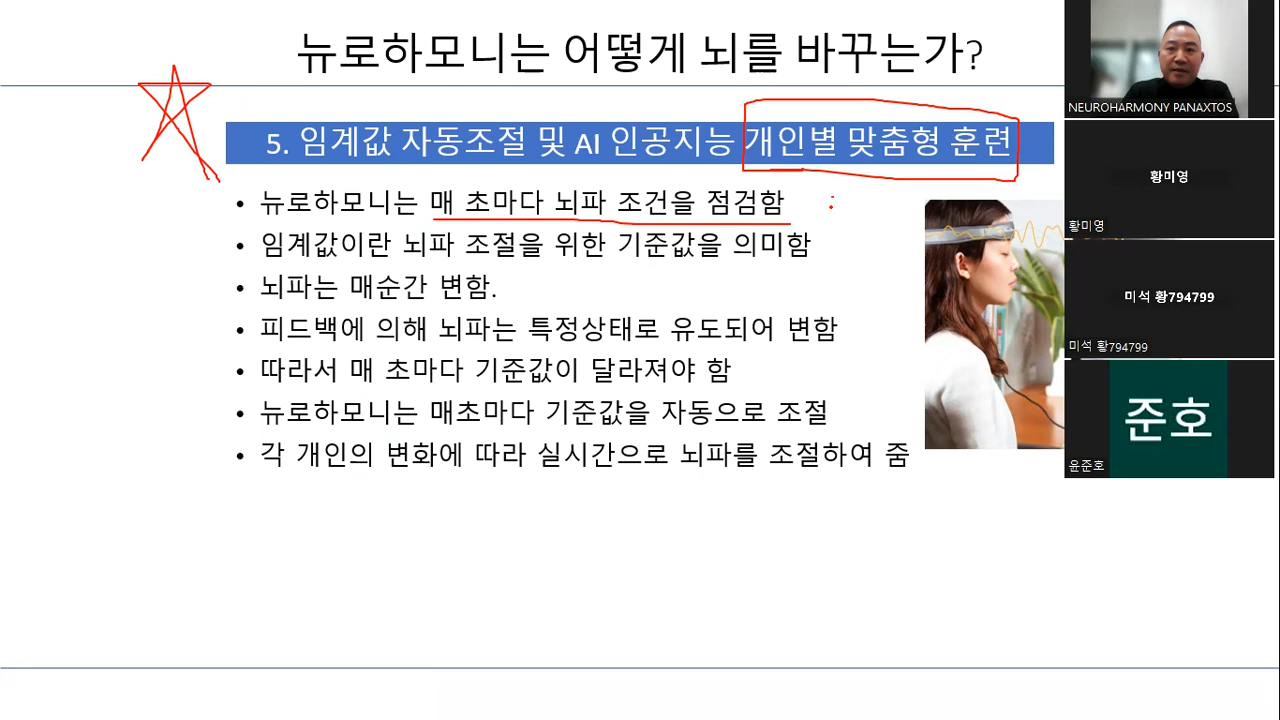 뉴로하모니는 어떻게 뇌를 바꾸는가?
5. 임계값 자동조절 및 AI 인공지능 개인별 맞춤형 훈련
• 뉴로하모니는 매 초마다 뇌파 조건을 점검함
• 임계값이란 뇌파 조절을 위한 기준값을 의미함
• 뇌파는 매순간 변함.
• 피드백에 의해 뇌파는 특정상태로 유도되어 변함
• 따라서 매 초마다 기준값이 달라져야 함
• 뉴로하모니는 매초마다 기준값을 자동으로 조절
• 각 개인의 변화에 따라 실시간으로 뇌파를 조절하여 줌
NEUROHARMONY PANAXTOS
황미영
황미영
미석 황794799
미석 황794799
준호
윤준호